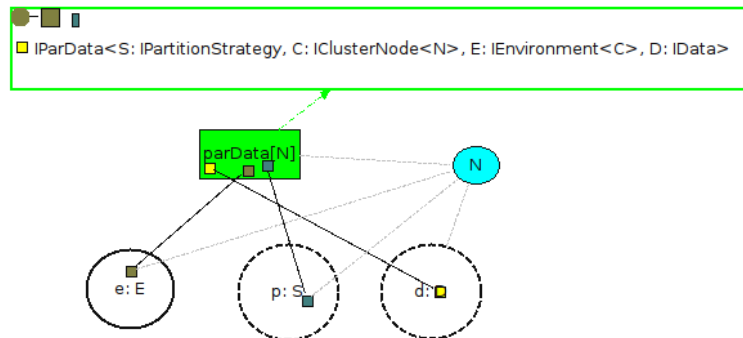 IParData<S: IPartitionStrategy, C: IClusterNode<N>, E: IEnvironment<C>, D: IData>
parData[N]
N
e: E
p: S
d: